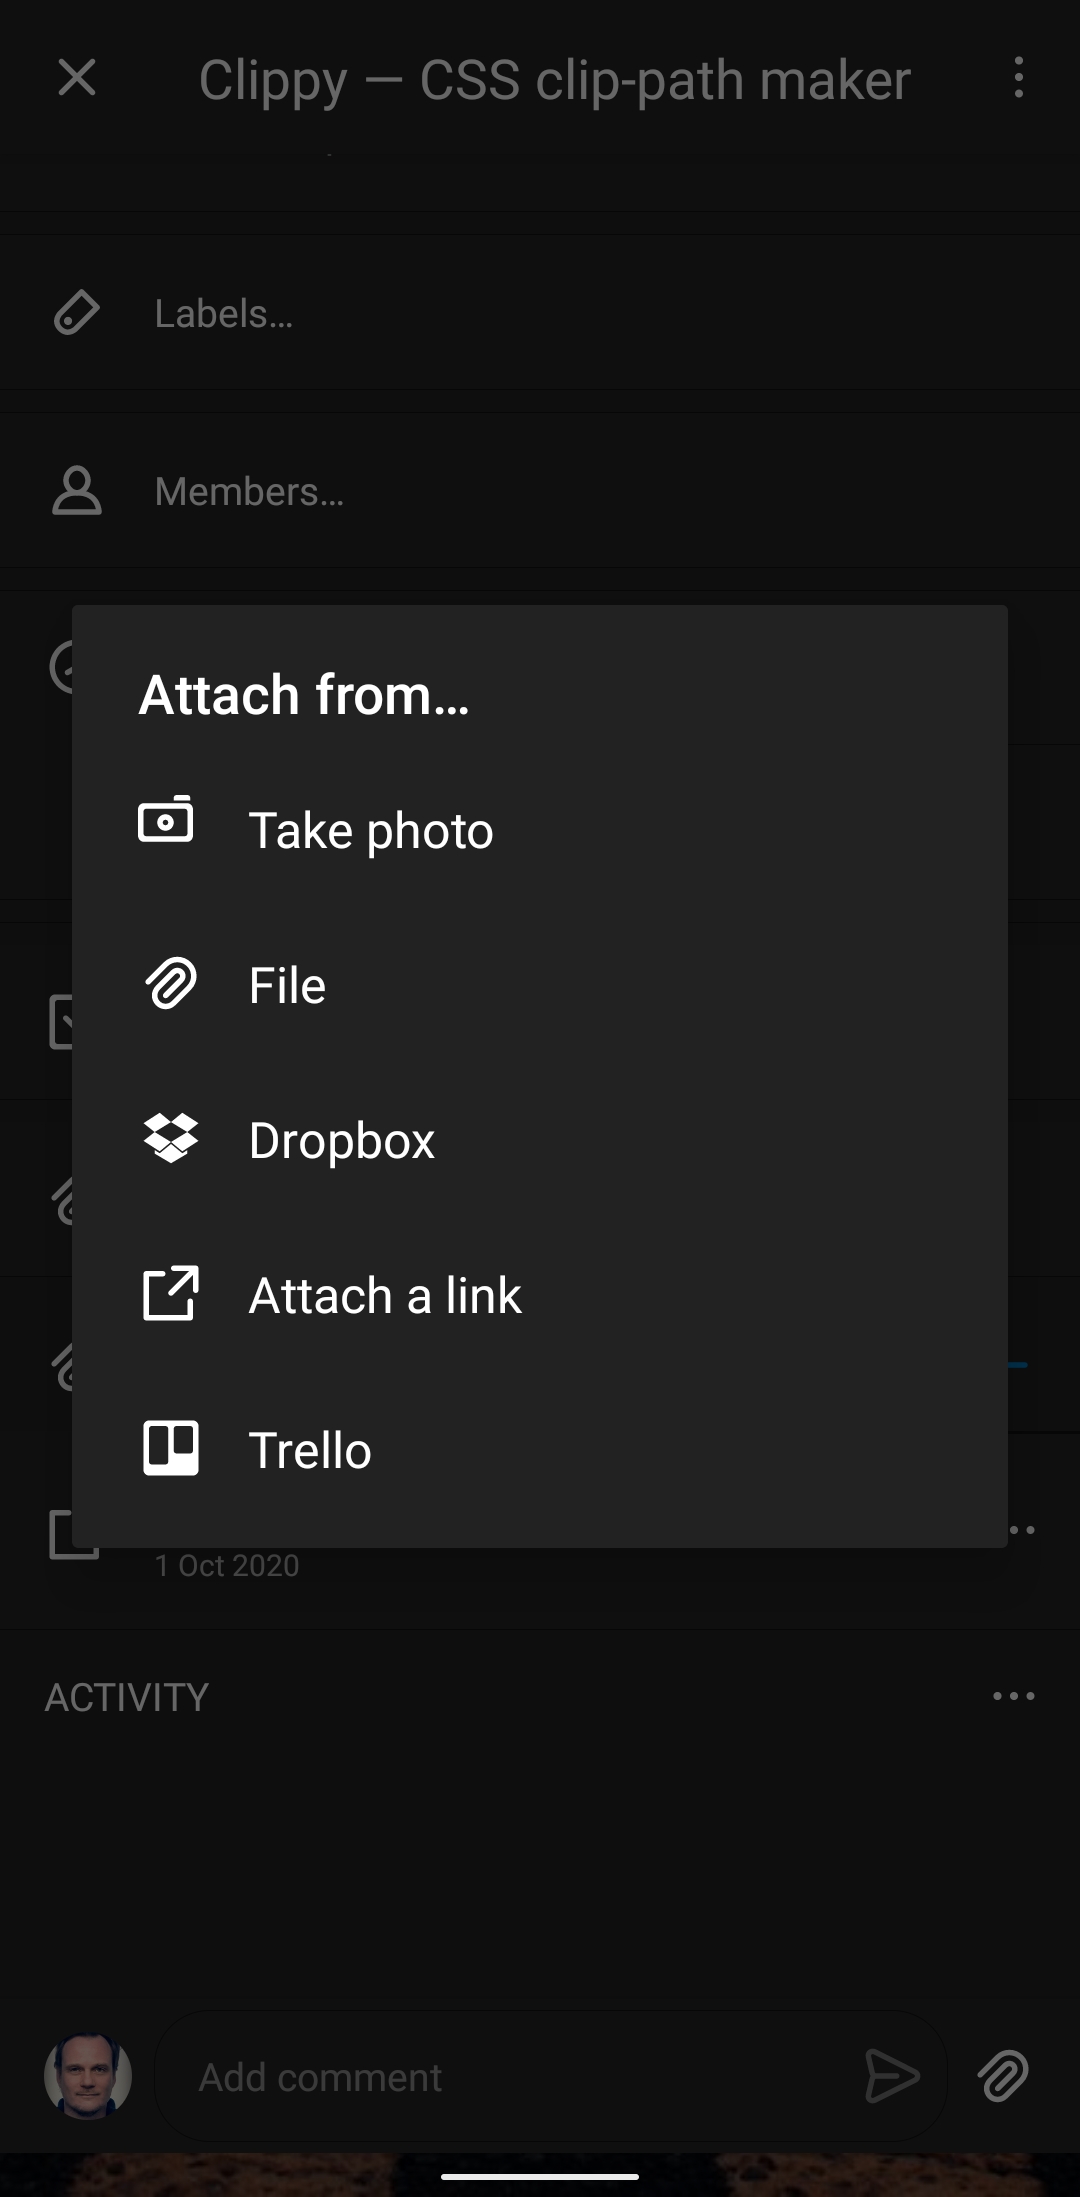 Clippy — CSS clip-path maker
Labels…
Members…
Attach from…
Take photo
File
Dropbox
Attach a link
Trello
1 Oct 2020
ACTIVITY
Add comment